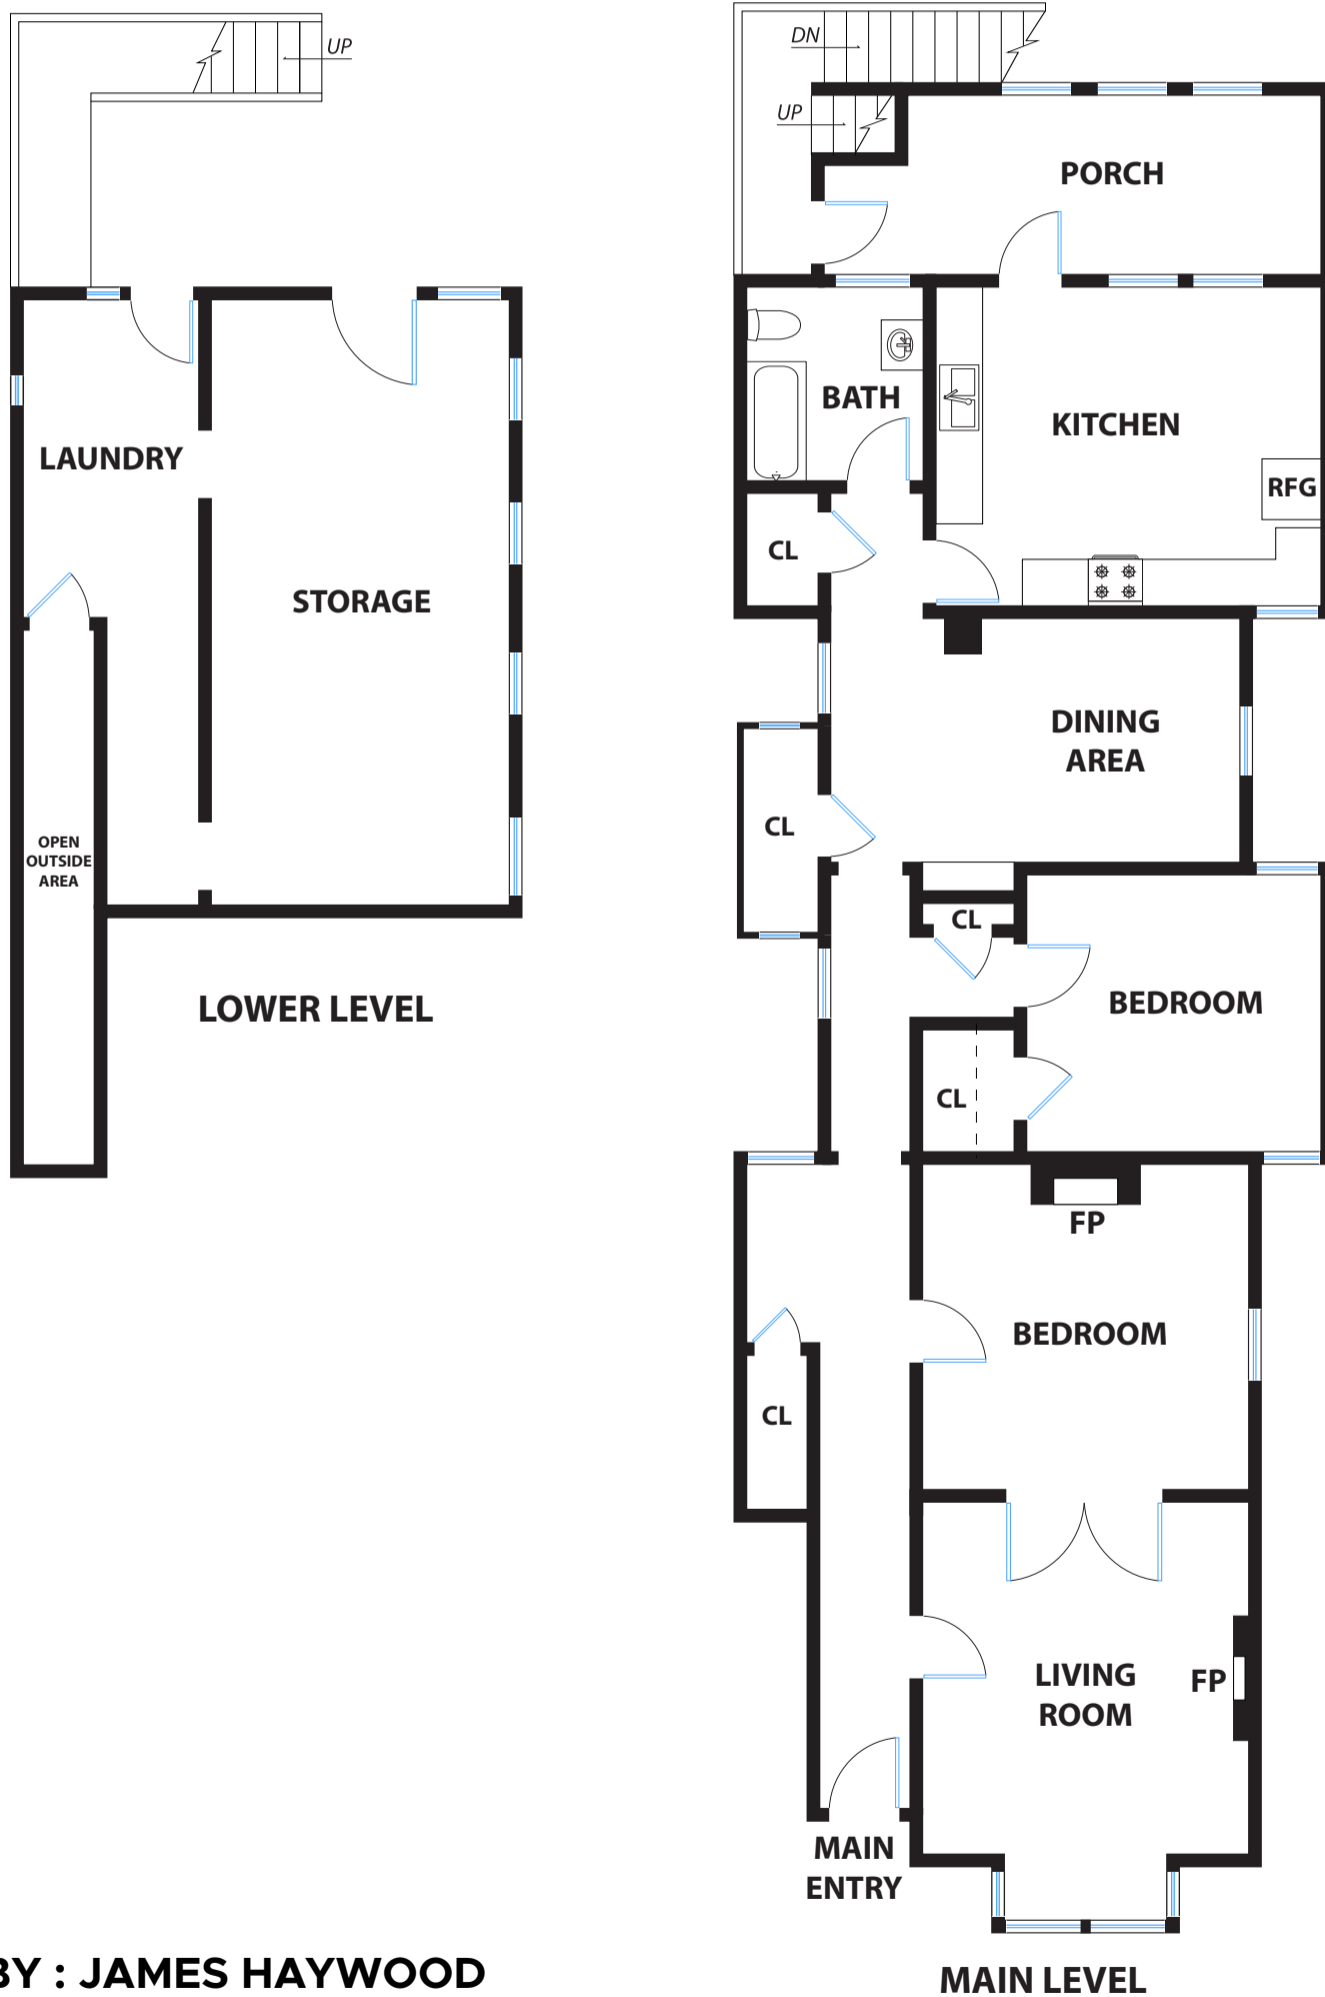 UP
LAUNDRY
STORAGE
OPEN
OUTSIDE
AREA
LOWER LEVEL
DN
UP
PORCH
BATH
KITCHEN
RFG
CL
DINING
AREA
CL
CL
BEDROOM
CL
FP
BEDROOM
CL
LIVING
ROOM
FP
MAIN
ENTRY
MAIN LEVEL
BY : JAMES HAYWOOD